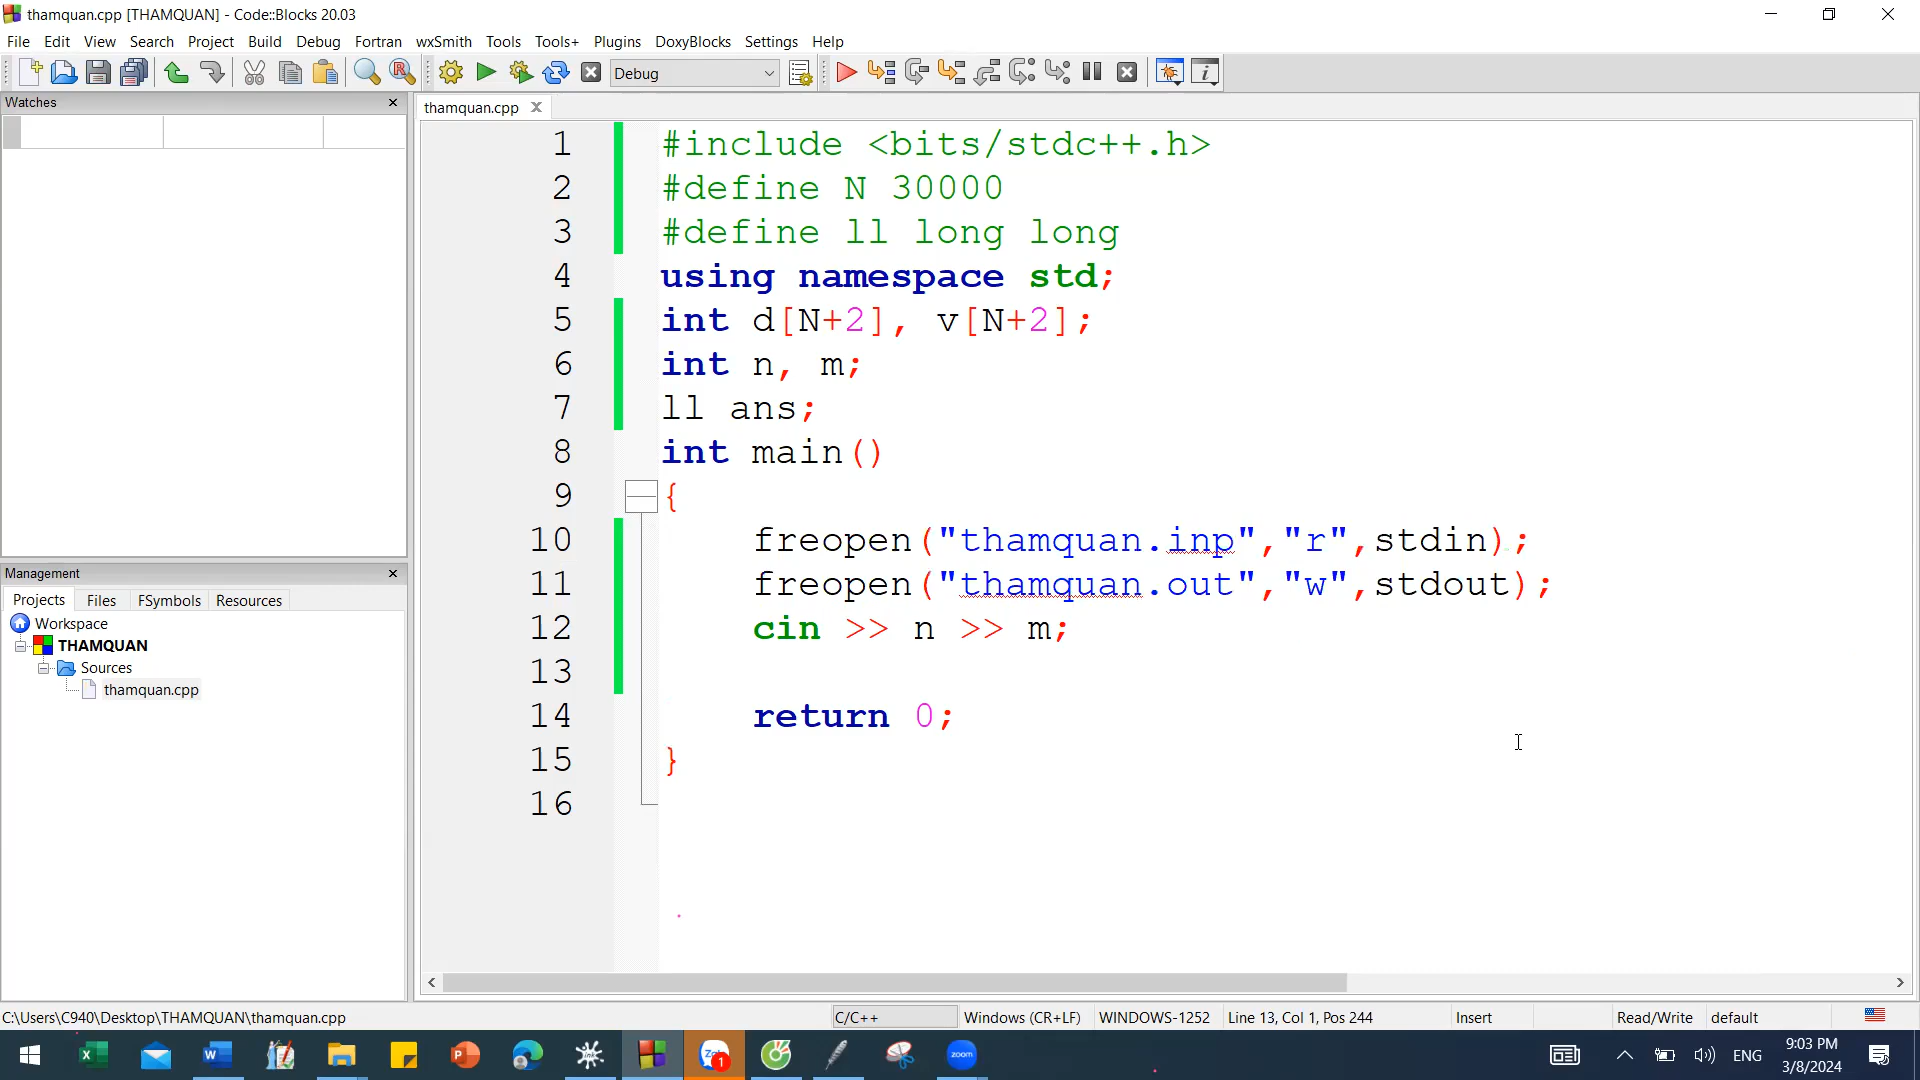 thamquan.cpp [THAMQUAN] - Code::Blocks 20.03
File Edit View Search Project Build Debug Fortran wxSmith Tools Tools+ Plugins DoxyBlocks Settings Help
Debug
Watches
thamquan.cpp
1 #include <bits/stdc++.h>
2 #define N 30000
3 #define ll long long
4 using namespace std;
5 int d[N+2], v[N+2];
6 int n, m;
7 ll ans;
8 int main()
9 {
10 freopen("thamquan.inp","r",stdin);
11 freopen("thamquan.out","w",stdout);
12 cin >> n >> m;
13
14 return 0;
15 }
16
Management
Projects Files FSymbols Resources
Workspace
THAMQUAN
Sources
thamquan.cpp
C:\Users\C940\Desktop\THAMQUAN\thamquan.cpp C/C++ Windows (CR+LF) WINDOWS-1252 Line 13, Col 1, Pos 244 Insert Read/Write default
zoom
1
ENG
9:03 PM
3/8/2024